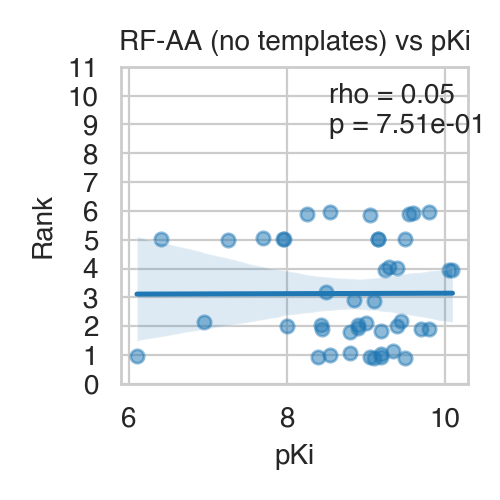 RF-AA (no templates) vs pKi
rho = 0.05
p = 7.51e-01
Rank
11
10
9
8
7
6
5
4
3
2
1
0
6 8 10
pKi